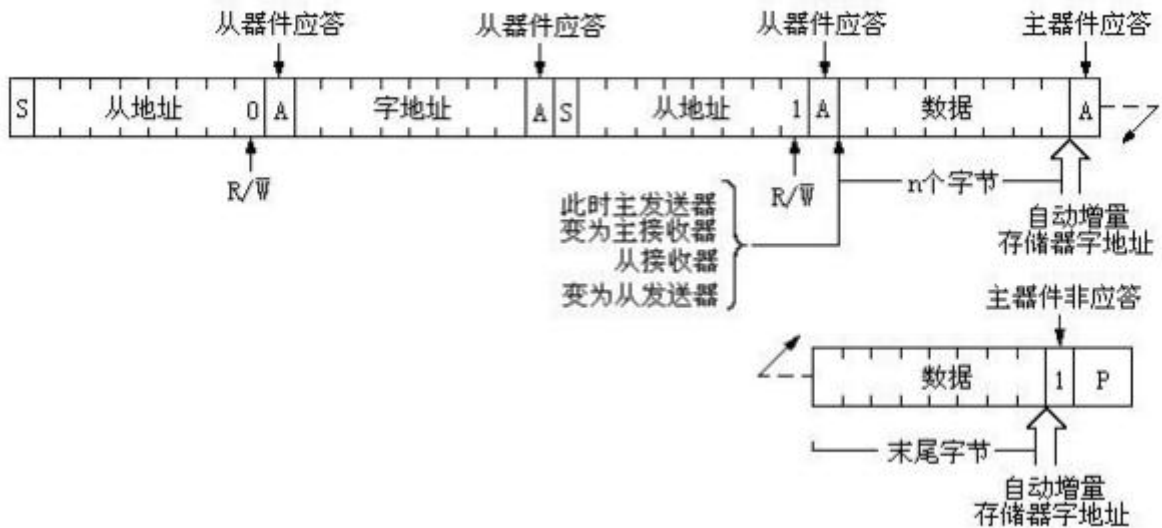 从器件应答 从器件应答 从器件应答 主器件应答
S 从地址 0 A 字地址 A S 从地址 1 A 数据 A
R/W̅ R/W̅ n个字节
此时主发送器
变为主接收器
从接收器
变为从发送器
自动增量
存储器字地址
主器件非应答
数据 1 P
末尾字节
自动增量
存储器字地址